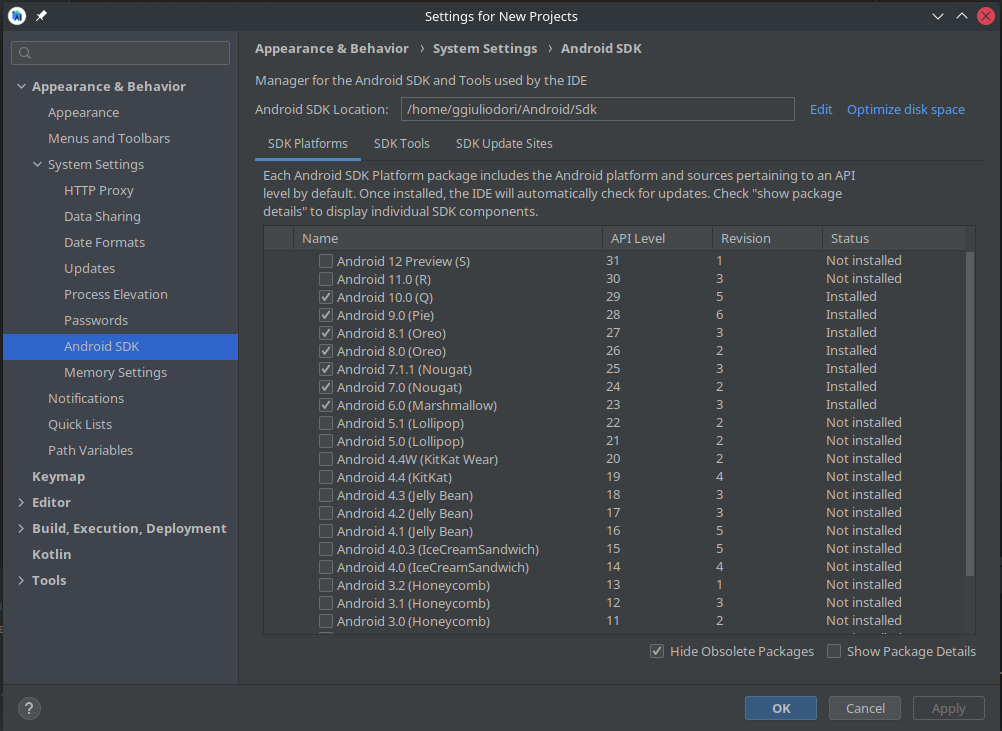 Settings for New Projects
Appearance & Behavior › System Settings › Android SDK
Appearance & Behavior
Appearance
Menus and Toolbars
System Settings
HTTP Proxy
Data Sharing
Date Formats
Updates
Process Elevation
Passwords
Android SDK
Memory Settings
Notifications
Quick Lists
Path Variables
Keymap
Editor
Build, Execution, Deployment
Kotlin
Tools
Manager for the Android SDK and Tools used by the IDE
Android SDK Location: /home/ggiuliodori/Android/Sdk Edit Optimize disk space
SDK Platforms SDK Tools SDK Update Sites
Each Android SDK Platform package includes the Android platform and sources pertaining to an API
level by default. Once installed, the IDE will automatically check for updates. Check "show package
details" to display individual SDK components.
Name API Level Revision Status
Android 12 Preview (S) 31 1 Not installed
Android 11.0 (R) 30 3 Not installed
Android 10.0 (Q) 29 5 Installed
Android 9.0 (Pie) 28 6 Installed
Android 8.1 (Oreo) 27 3 Installed
Android 8.0 (Oreo) 26 2 Installed
Android 7.1.1 (Nougat) 25 3 Installed
Android 7.0 (Nougat) 24 2 Installed
Android 6.0 (Marshmallow) 23 3 Installed
Android 5.1 (Lollipop) 22 2 Not installed
Android 5.0 (Lollipop) 21 2 Not installed
Android 4.4W (KitKat Wear) 20 2 Not installed
Android 4.4 (KitKat) 19 4 Not installed
Android 4.3 (Jelly Bean) 18 3 Not installed
Android 4.2 (Jelly Bean) 17 3 Not installed
Android 4.1 (Jelly Bean) 16 5 Not installed
Android 4.0.3 (IceCreamSandwich) 15 5 Not installed
Android 4.0 (IceCreamSandwich) 14 4 Not installed
Android 3.2 (Honeycomb) 13 1 Not installed
Android 3.1 (Honeycomb) 12 3 Not installed
Android 3.0 (Honeycomb) 11 2 Not installed
Hide Obsolete Packages Show Package Details
? OK Cancel Apply